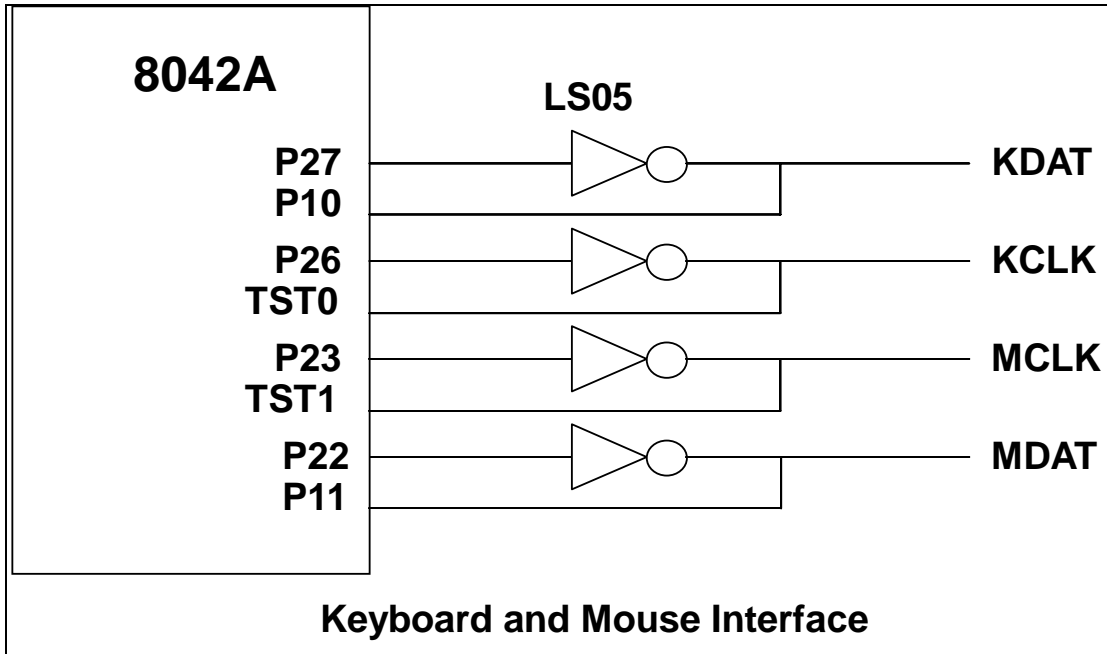 8042A
LS05
P27
KDAT
P10
P26
KCLK
TST0
P23
MCLK
TST1
P22
MDAT
P11
Keyboard and Mouse Interface